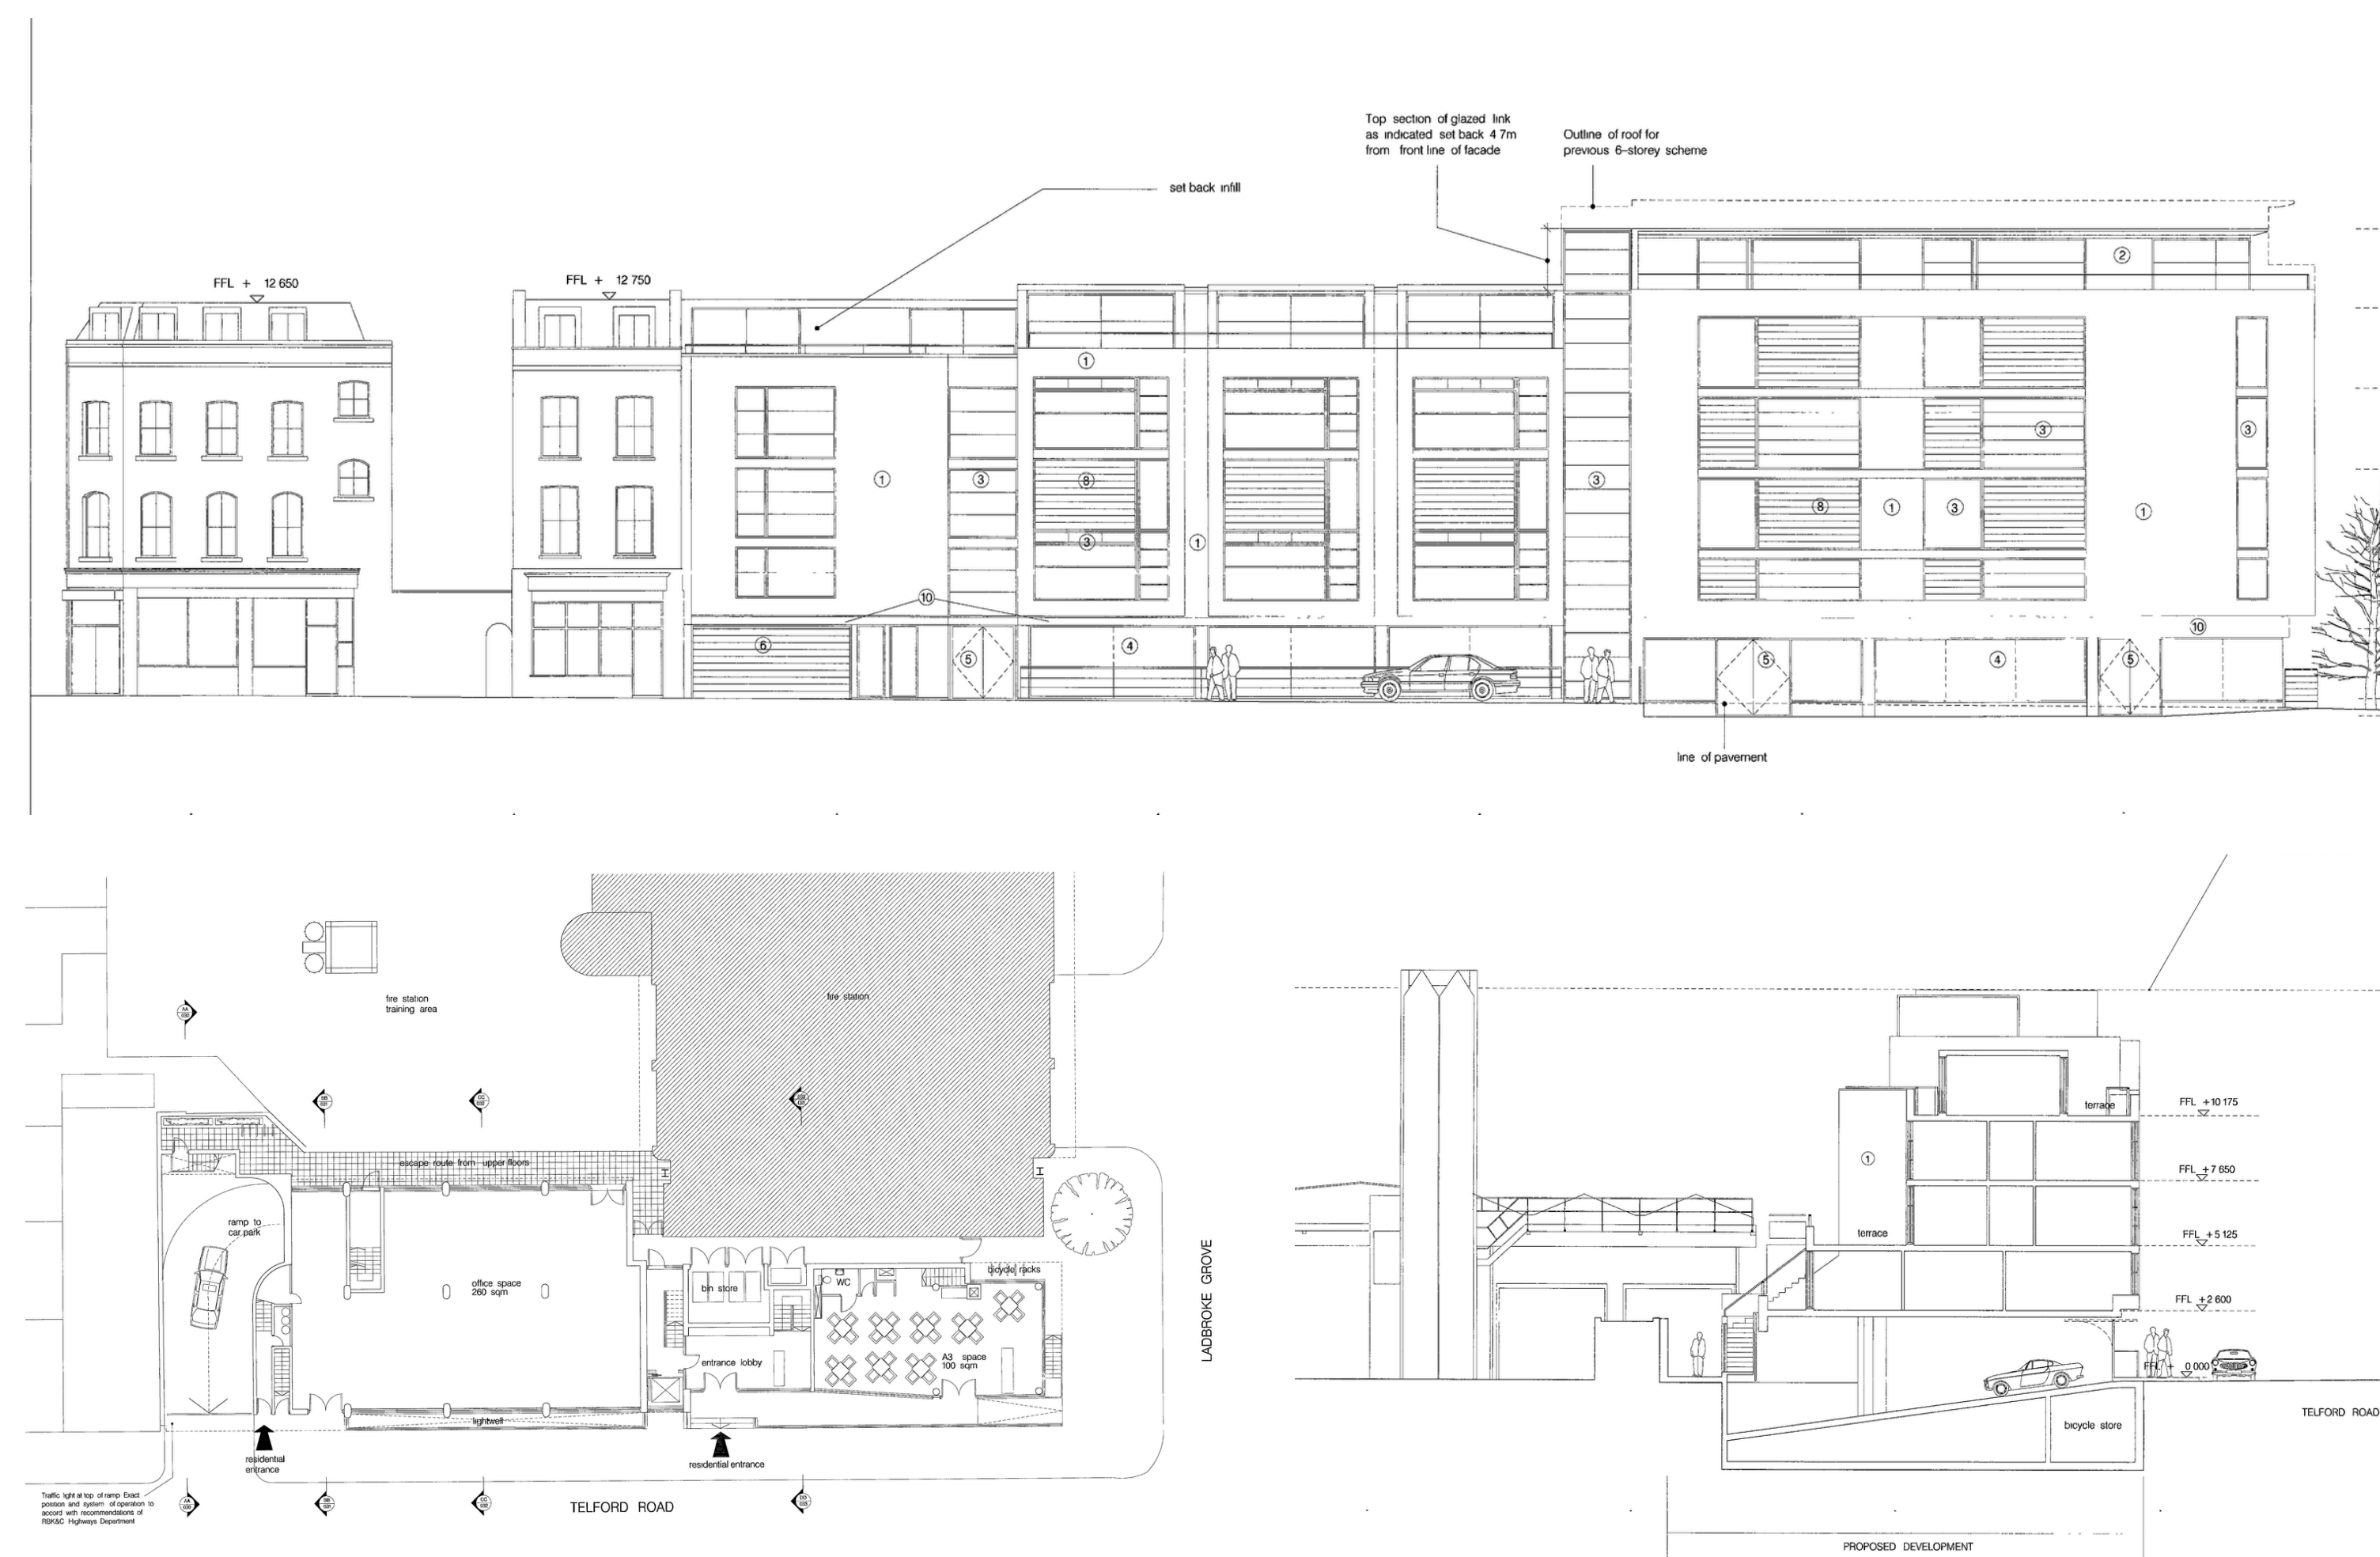 Top section of glazed link
as indicated set back 4 7m
from front line of facade
Outline of roof for
previous 6-storey scheme
set back infill
FFL + 12 650
FFL + 12 750
2
1
3
3
1
3
8
3
8
1
3
1
3
1
10
10
6
5
4
5
4
5
line of pavement
fire station
training area
fire station
AA
escape route from upper floors
ramp to
car park
office space
260 sqm
bin store
WC
bicycle racks
entrance lobby
A3 space
100 sqm
lightwell
residential
entrance
residential entrance
Traffic light at top of ramp Exact
position and system of operation to
accord with recommendations of
RBK&C Highways Department
TELFORD ROAD
LADBROKE GROVE
terrace
FFL +10 175
1
FFL +7 650
terrace
FFL +5 125
FFL +2 600
FFL + 0 000
bicycle store
TELFORD ROAD
PROPOSED DEVELOPMENT